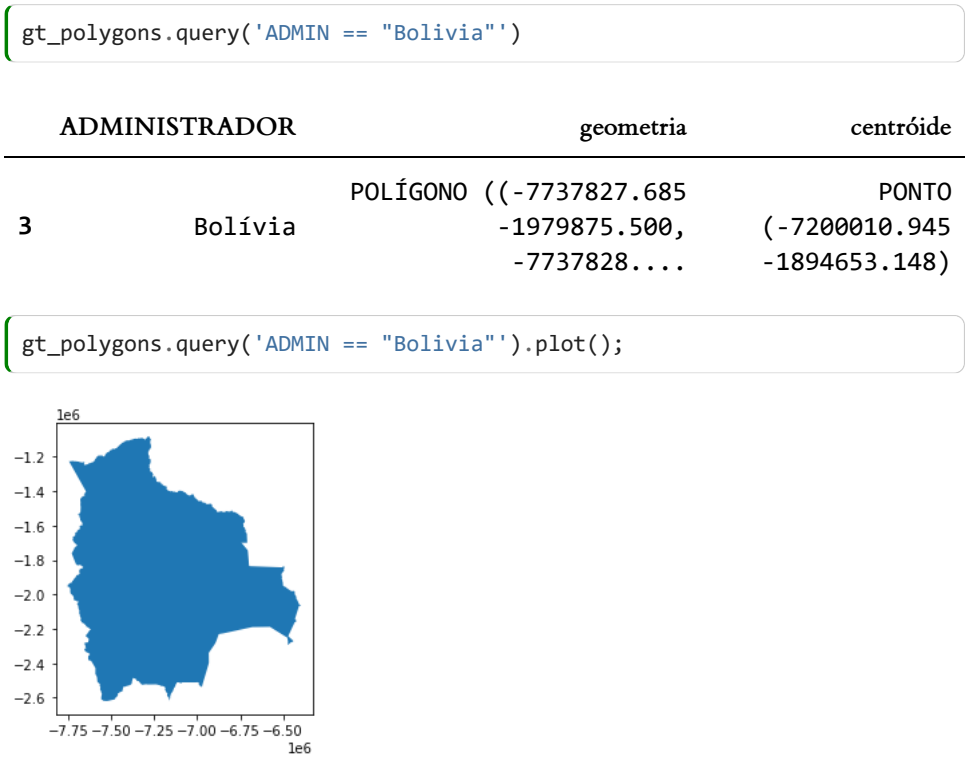 gt_polygons.query('ADMIN == "Bolivia"')
ADMINISTRADOR geometria centróide
POLÍGONO ((-7737827.685 PONTO
3 Bolívia -1979875.500, (-7200010.945
-7737828.... -1894653.148)
gt_polygons.query('ADMIN == "Bolivia"').plot();
1e6
−1.2
−1.4
−1.6
−1.8
−2.0
−2.2
−2.4
−2.6
−7.75 −7.50 −7.25 −7.00 −6.75 −6.50
1e6